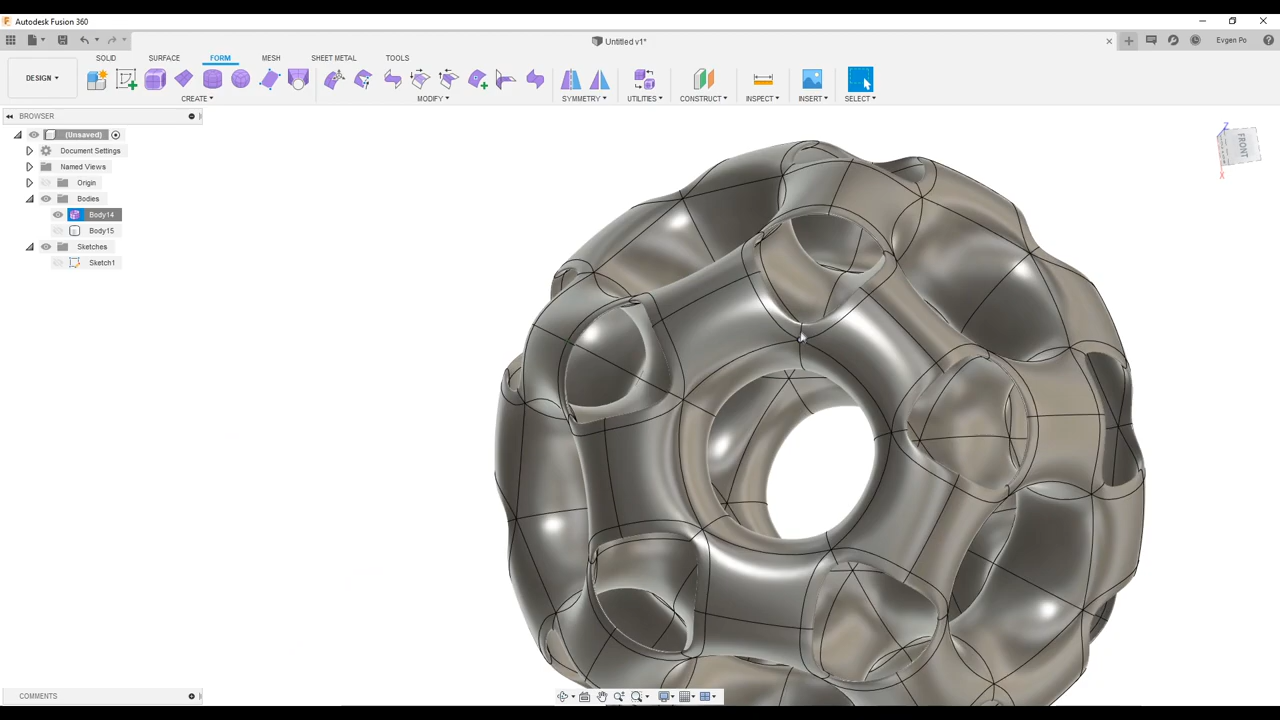 Autodesk Fusion 360
Untitled v1*
Evgen Po
DESIGN
SOLID SURFACE FORM MESH SHEET METAL TOOLS
CREATE MODIFY SYMMETRY UTILITIES CONSTRUCT INSPECT INSERT SELECT
BROWSER
(Unsaved)
Document Settings
Named Views
Origin
Bodies
Body14
Body15
Sketches
Sketch1
Z
FRONT
X
COMMENTS